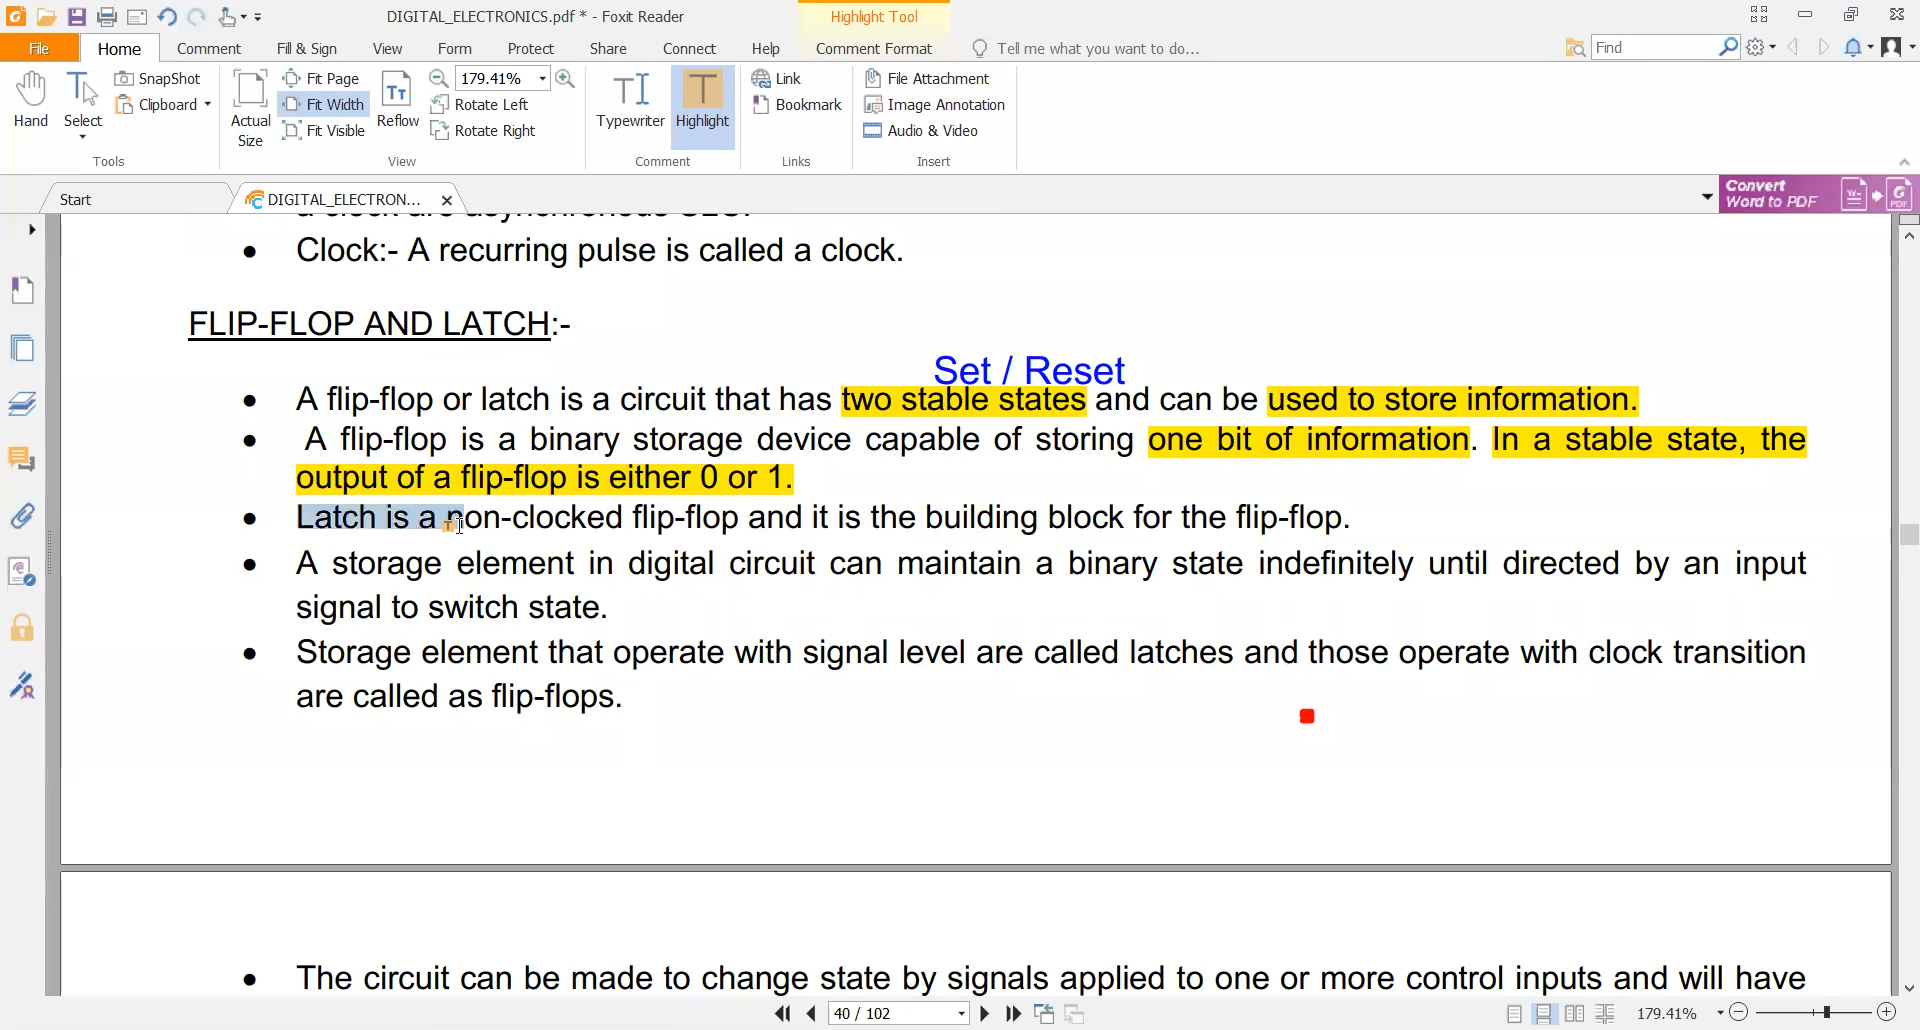 DIGITAL_ELECTRONICS.pdf * - Foxit Reader
Highlight Tool
File Home Comment Fill & Sign View Form Protect Share Connect Help Comment Format Tell me what you want to do... Find
Hand Select SnapShot Clipboard Actual Size Fit Page Fit Width Fit Visible Reflow 179.41% Rotate Left Rotate Right Typewriter Highlight Link Bookmark File Attachment Image Annotation Audio & Video
Tools View Comment Links Insert
Start DIGITAL_ELECTRON... Convert Word to PDF
a clock are asynchronous
• Clock:- A recurring pulse is called a clock.
FLIP-FLOP AND LATCH:-
Set / Reset
• A flip-flop or latch is a circuit that has two stable states and can be used to store information.
• A flip-flop is a binary storage device capable of storing one bit of information. In a stable state, the
output of a flip-flop is either 0 or 1.
• Latch is a non-clocked flip-flop and it is the building block for the flip-flop.
• A storage element in digital circuit can maintain a binary state indefinitely until directed by an input
signal to switch state.
• Storage element that operate with signal level are called latches and those operate with clock transition
are called as flip-flops.
• The circuit can be made to change state by signals applied to one or more control inputs and will have
40 / 102 179.41%